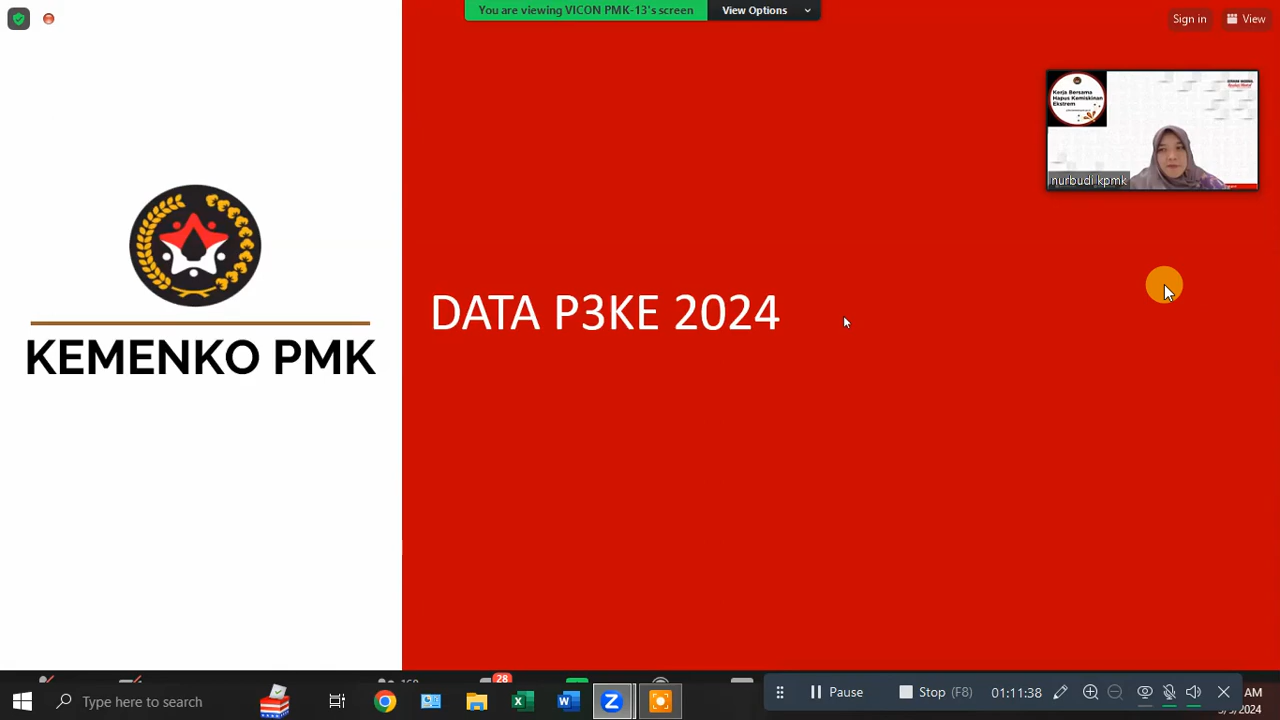 You are viewing VICON PMK-13's screen
View Options
Sign in
View
Kerja Bersama
Hapus Kemiskinan
Ekstrem
nurbudi kpmk
DATA P3KE 2024
KEMENKO PMK
28
Type here to search
Pause
Stop (F8)
01:11:38
AM